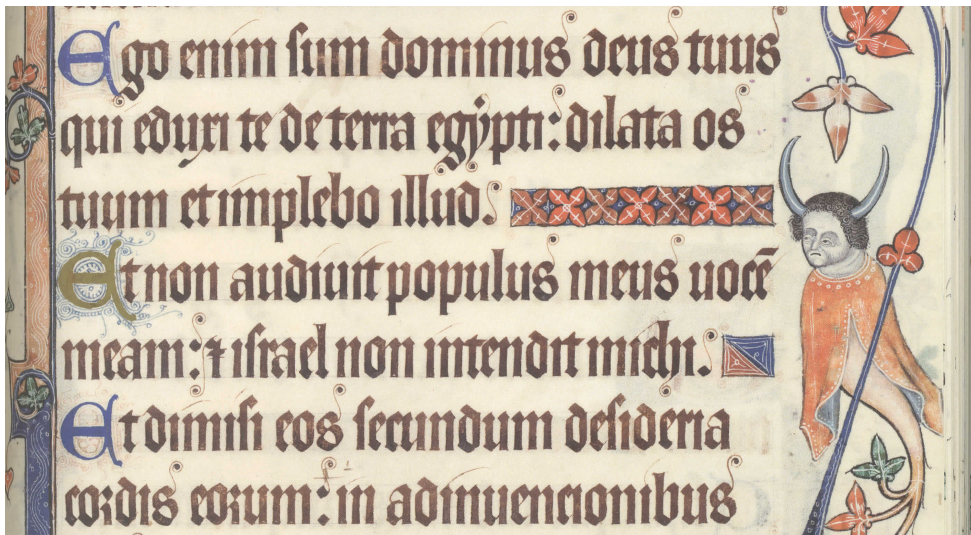 Ego enim sum dominus deus tuus
qui eduxi te de terra egẏpti: dilata os
tuum et implebo illud.
Et non audiuit populus meus uocē
meam: ⁊ israel non intendit michi.
Et dimisi eos secundum desideria
cordis eorum: in adinuencionibus